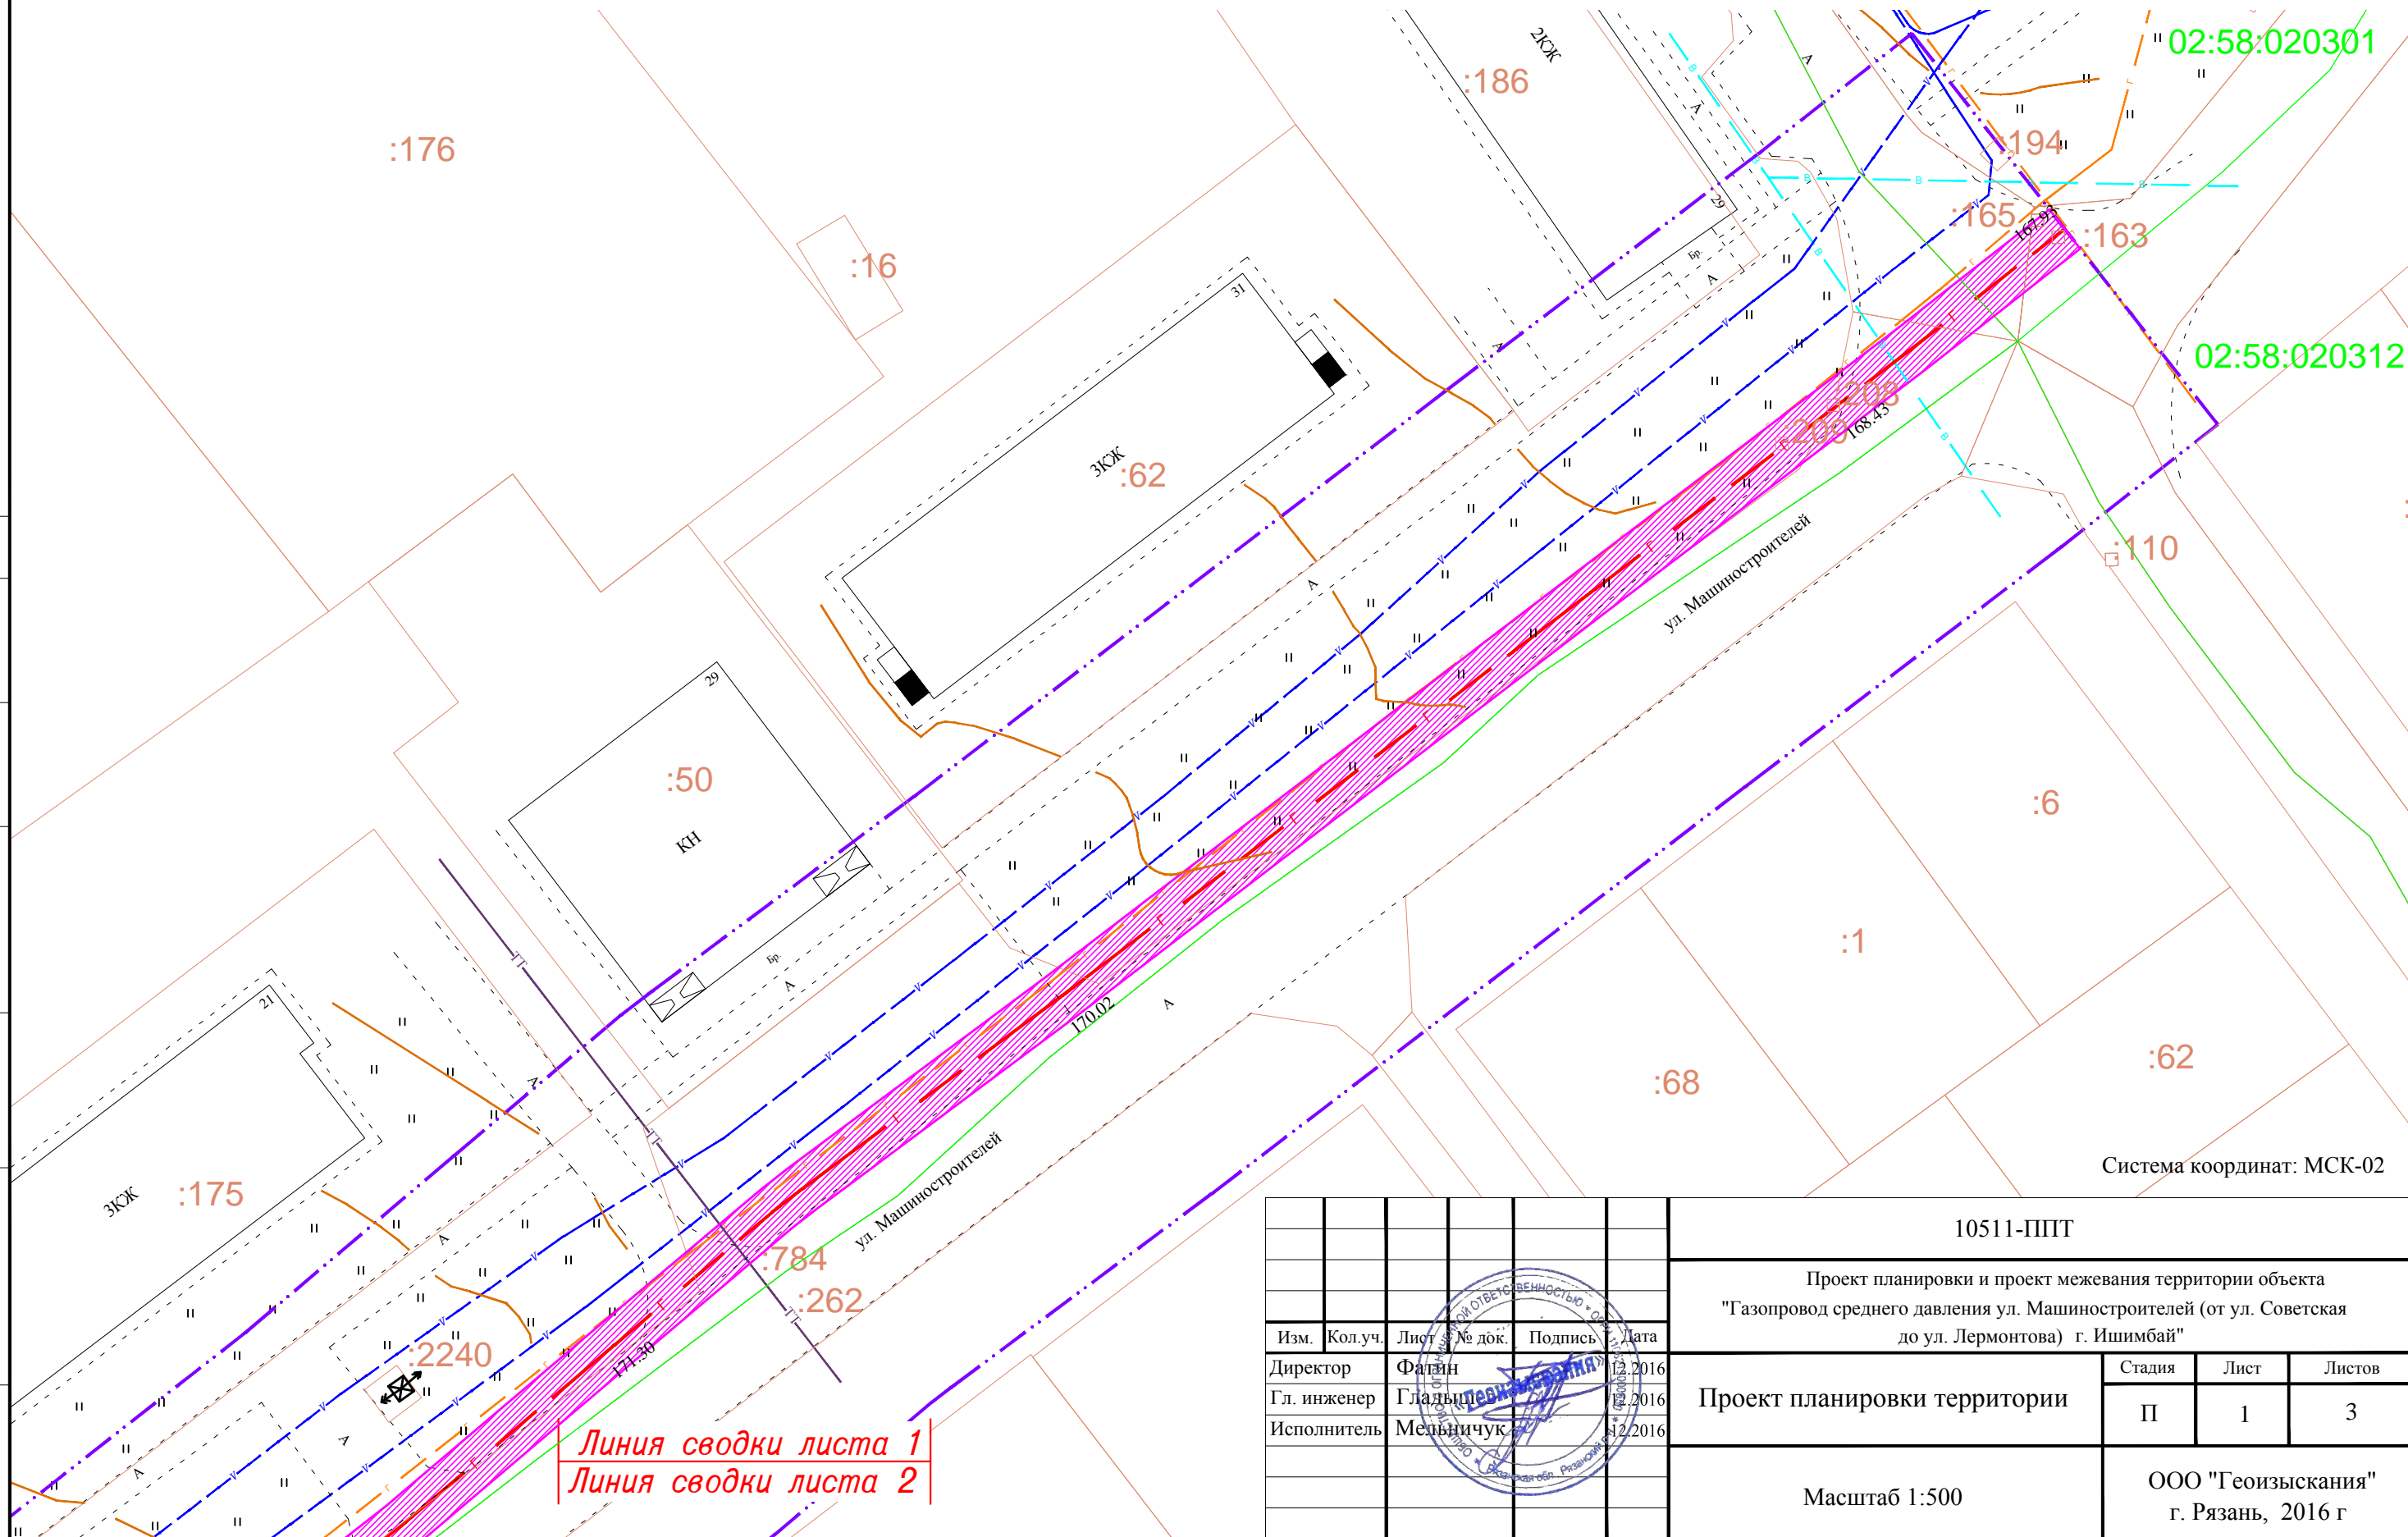 2КЖ
02:58:020301
:186
:176
:194
29
:165
167.93
:163
Бр.
А
:16
31
02:58:020312
:208
:209
168.43
3КЖ
:62
ул. Машиностроителей
:110
29
:50
КН
:6
Бр.
А
:1
21
170.02
А
:62
:68
Система координат: МСК-02
3КЖ
:175
ул. Машиностроителей
:784
:262
:2240
171.30
Линия сводки листа 1
Линия сводки листа 2
10511-ППТ
Проект планировки и проект межевания территории объекта
"Газопровод среднего давления ул. Машиностроителей (от ул. Советская
до ул. Лермонтова) г. Ишимбай"
Изм. Кол.уч. Лист № док. Подпись Дата
Директор Фатин 12.2016
Гл. инженер 12.2016
Исполнитель Мельничук 12.2016
Проект планировки территории
Стадия Лист Листов
П 1 3
Масштаб 1:500
ООО "Геоизыскания"
г. Рязань, 2016 г
«Геоизыскания»